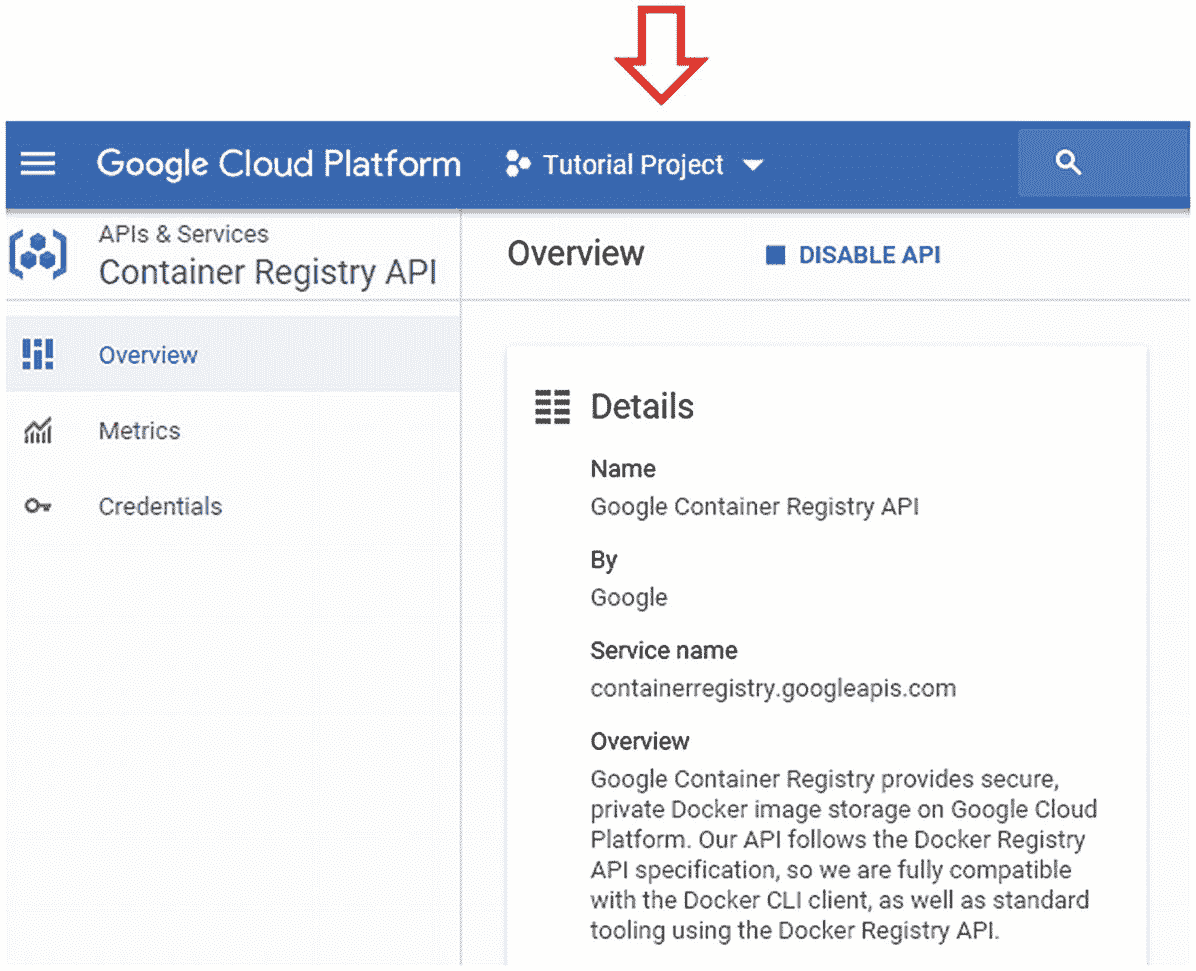 Google Cloud Platform
Tutorial Project
APIs & Services
Container Registry API
Overview
DISABLE API
Overview
Metrics
Credentials
Details
Name
Google Container Registry API
By
Google
Service name
containerregistry.googleapis.com
Overview
Google Container Registry provides secure,
private Docker image storage on Google Cloud
Platform. Our API follows the Docker Registry
API specification, so we are fully compatible
with the Docker CLI client, as well as standard
tooling using the Docker Registry API.